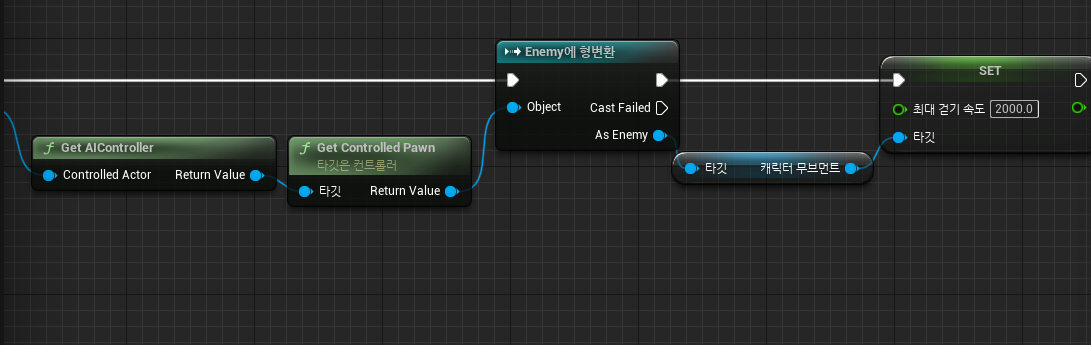 Enemy에 형변환
SET
Object
Cast Failed
최대 걷기 속도 2000.0
As Enemy
타깃
Get AIController
Controlled Actor Return Value
Get Controlled Pawn
타깃은 컨트롤러
타깃 Return Value
타깃 캐릭터 무브먼트